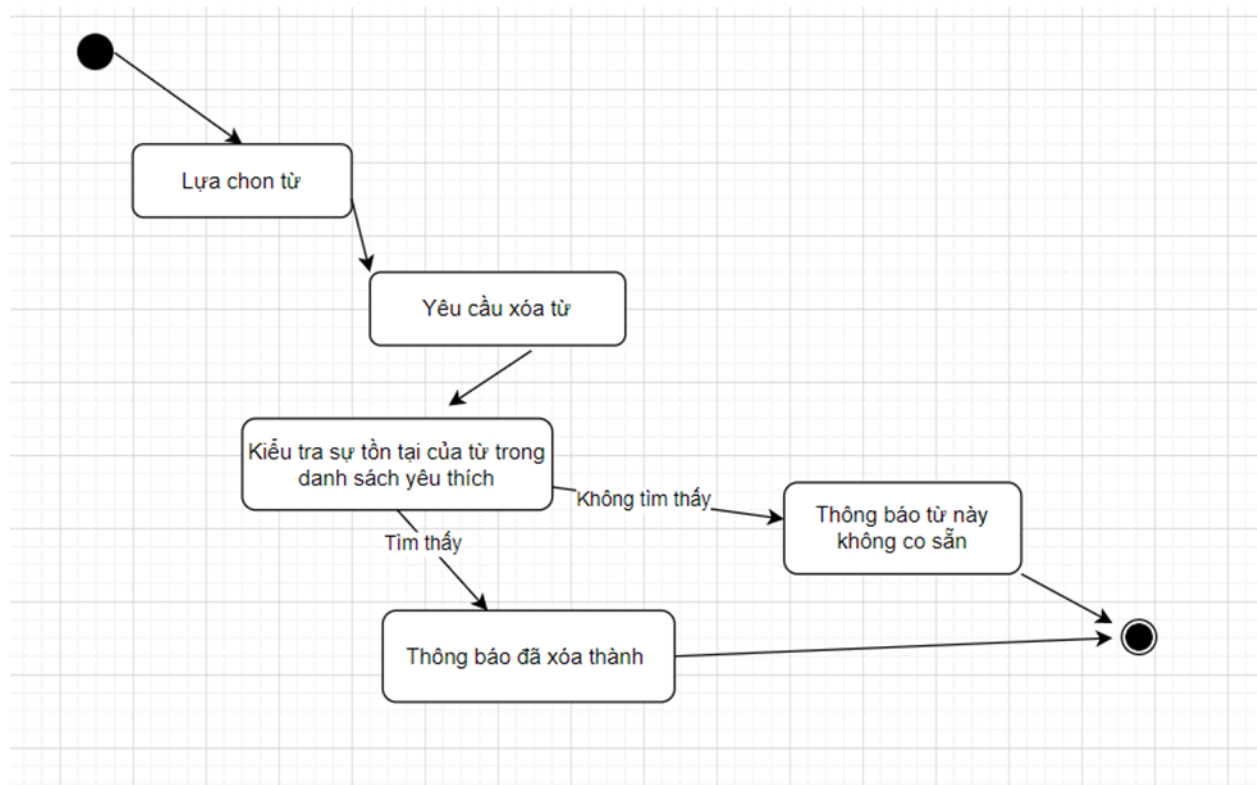 Lựa chon từ
Yêu cầu xóa từ
Kiểu tra sự tồn tại của từ trong
danh sách yêu thích
Không tìm thấy
Thông báo từ này
không co sẵn
Tìm thấy
Thông báo đã xóa thành